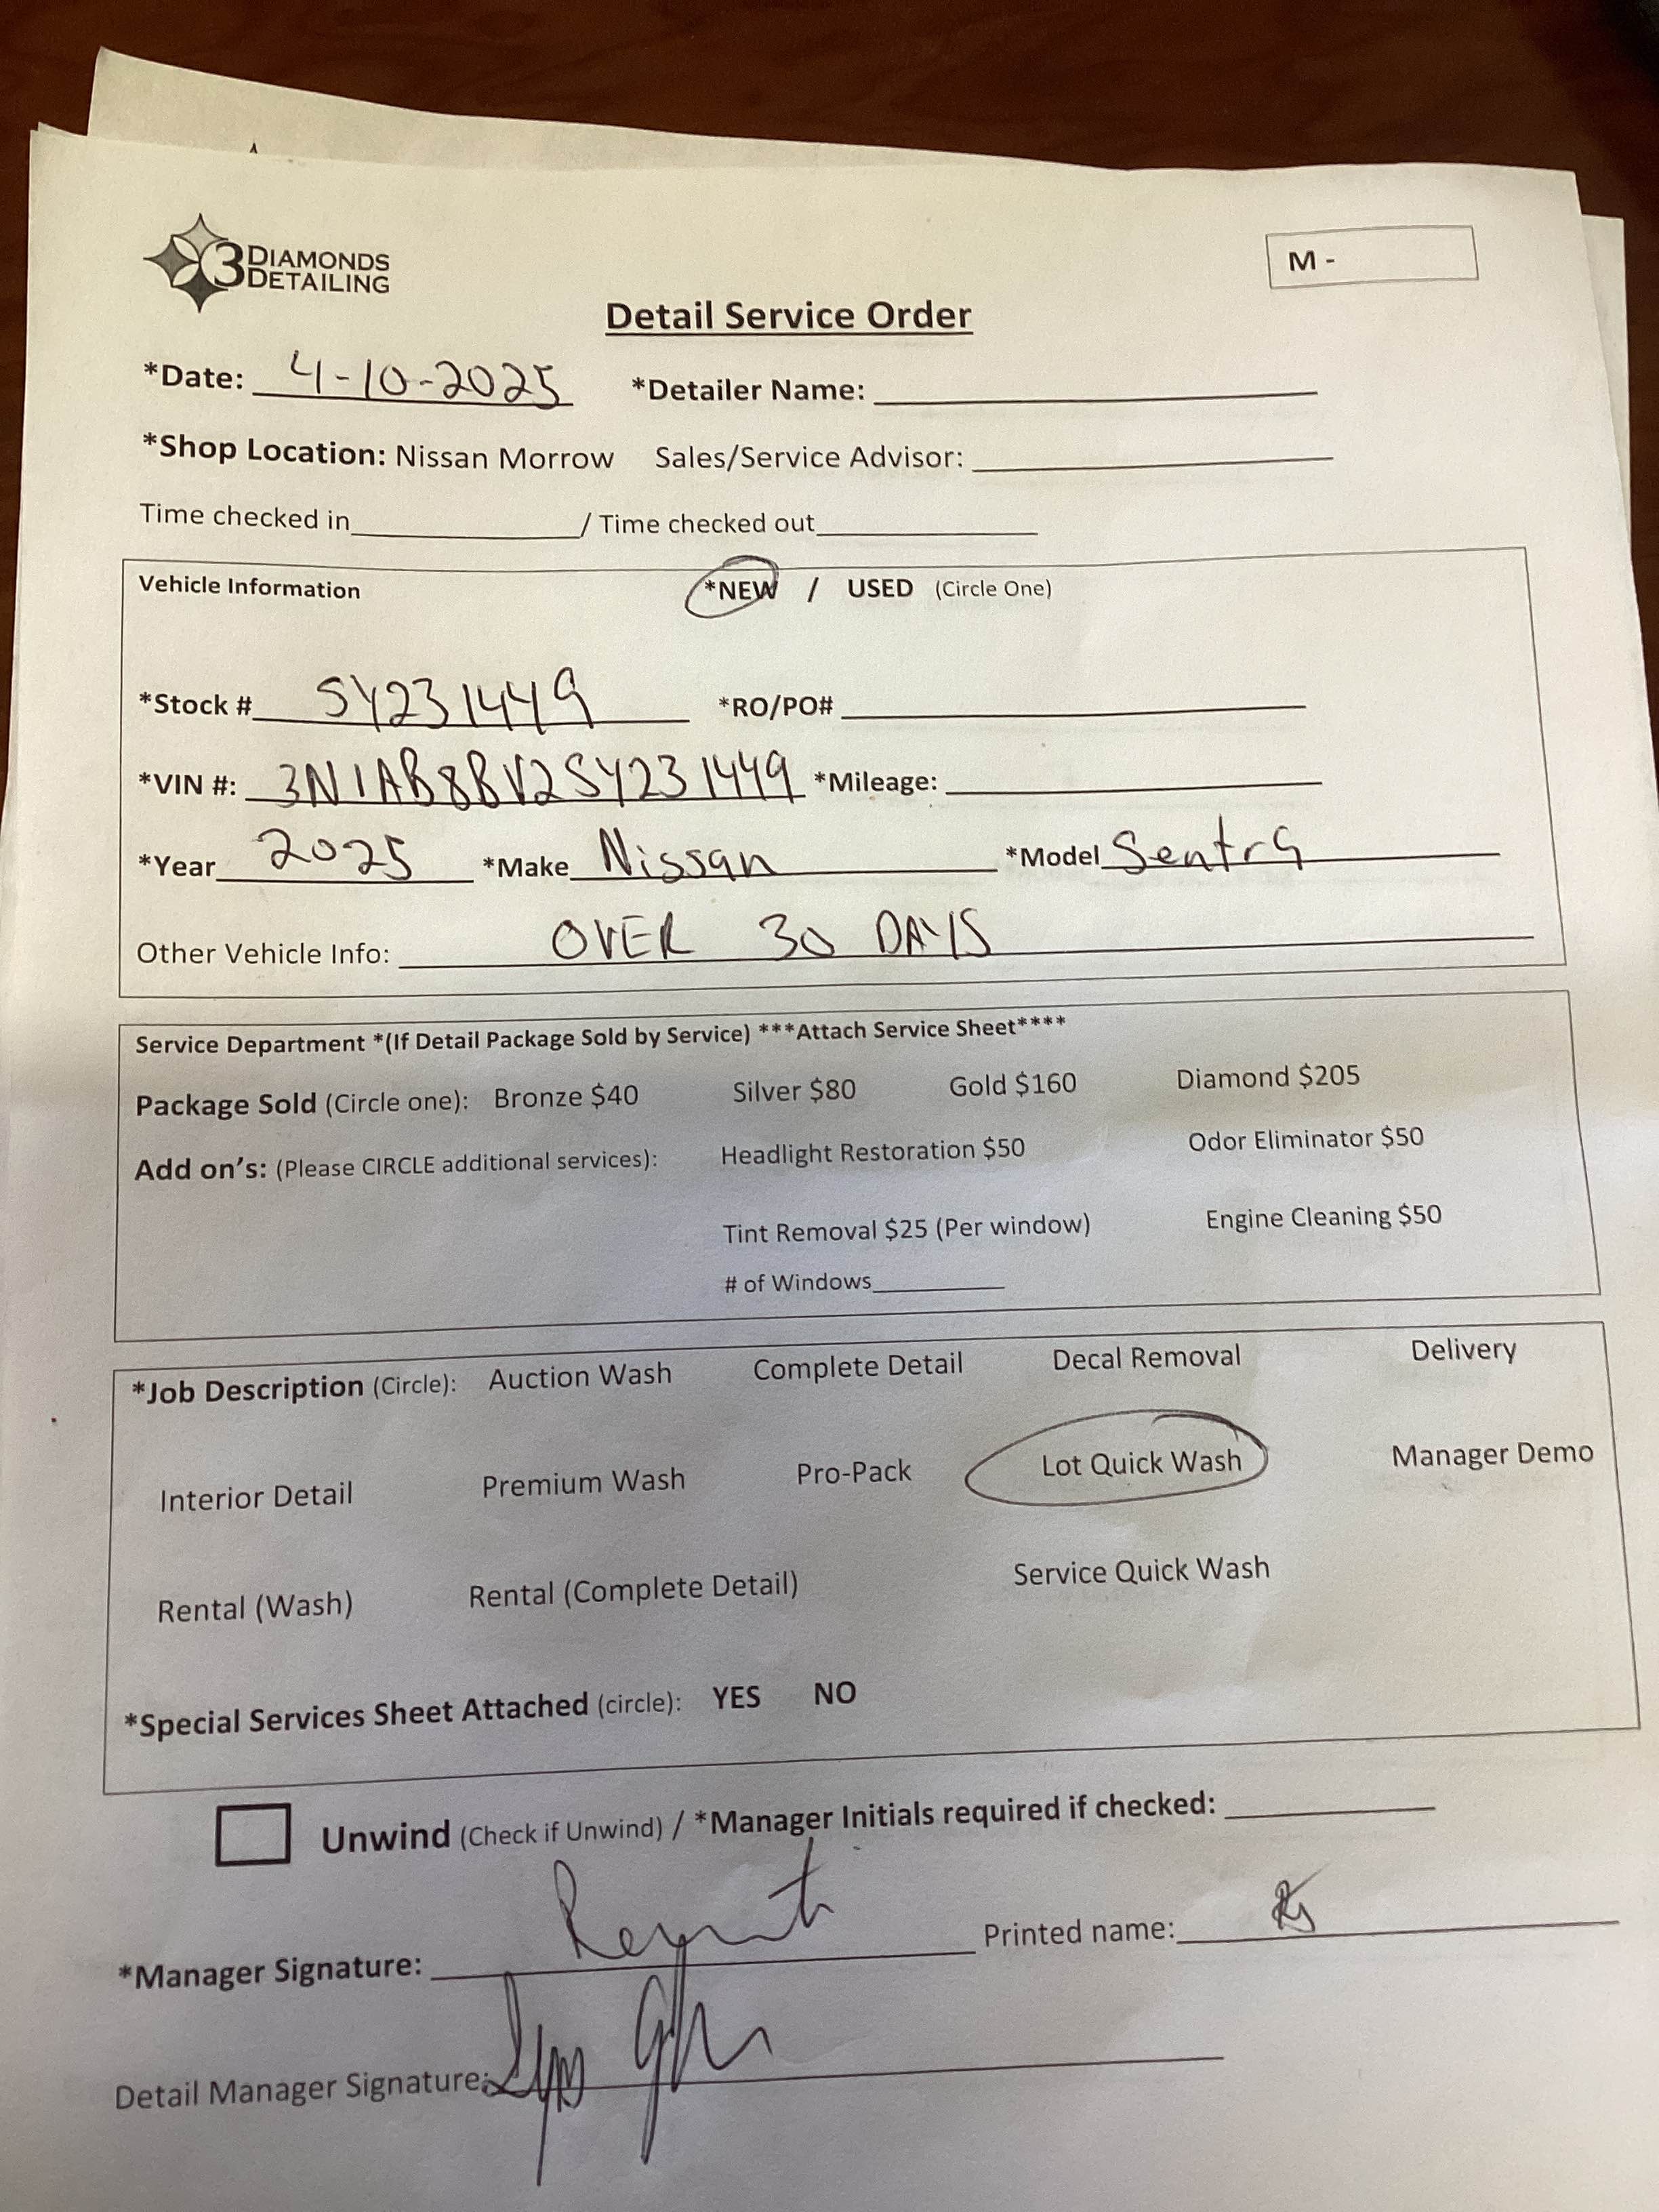 3 DIAMONDS
DETAILING
M -
Detail Service Order
*Date: 4-10-2025 *Detailer Name:
*Shop Location: Nissan Morrow Sales/Service Advisor:
Time checked in / Time checked out
Vehicle Information *NEW / USED (Circle One)
*Stock # SY231449 *RO/PO#
*VIN #: 3N1AB8BV2SY231449 *Mileage:
*Year 2025 *Make Nissan *Model Sentra
Other Vehicle Info: OVER 30 DAYS
Service Department *(If Detail Package Sold by Service) ***Attach Service Sheet****
Package Sold (Circle one): Bronze $40 Silver $80 Gold $160 Diamond $205
Add on's: (Please CIRCLE additional services): Headlight Restoration $50 Odor Eliminator $50
Tint Removal $25 (Per window) Engine Cleaning $50
# of Windows
*Job Description (Circle): Auction Wash Complete Detail Decal Removal Delivery
Interior Detail Premium Wash Pro-Pack Lot Quick Wash Manager Demo
Rental (Wash) Rental (Complete Detail) Service Quick Wash
*Special Services Sheet Attached (circle): YES NO
Unwind (Check if Unwind) / *Manager Initials required if checked:
*Manager Signature: Printed name:
Detail Manager Signature: